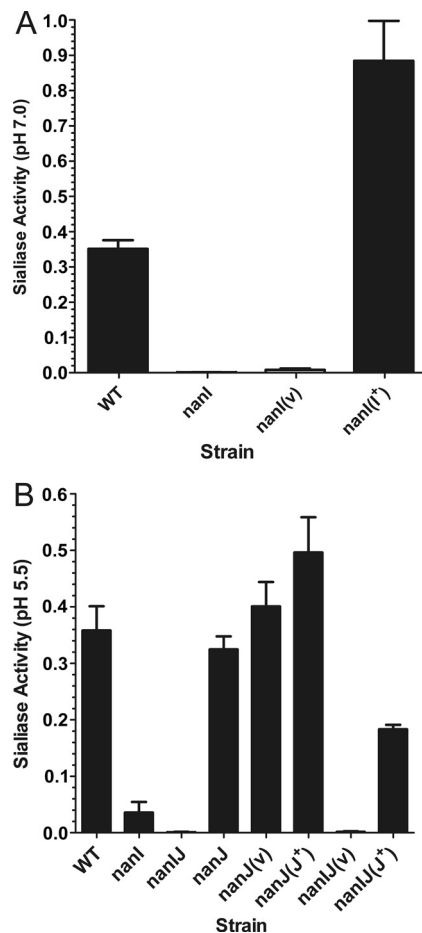 A
Sialiase Activity (pH 7.0)
1.0
0.9
0.8
0.7
0.6
0.5
0.4
0.3
0.2
0.1
0.0
WT
nanI
nanI(v)
nanI(I⁺)
Strain
B
Sialiase Activity (pH 5.5)
0.6
0.5
0.4
0.3
0.2
0.1
0.0
WT
nanI
nanIJ
nanJ
nanJ(v)
nanJ(J⁺)
nanIJ(v)
nanIJ(J⁺)
Strain